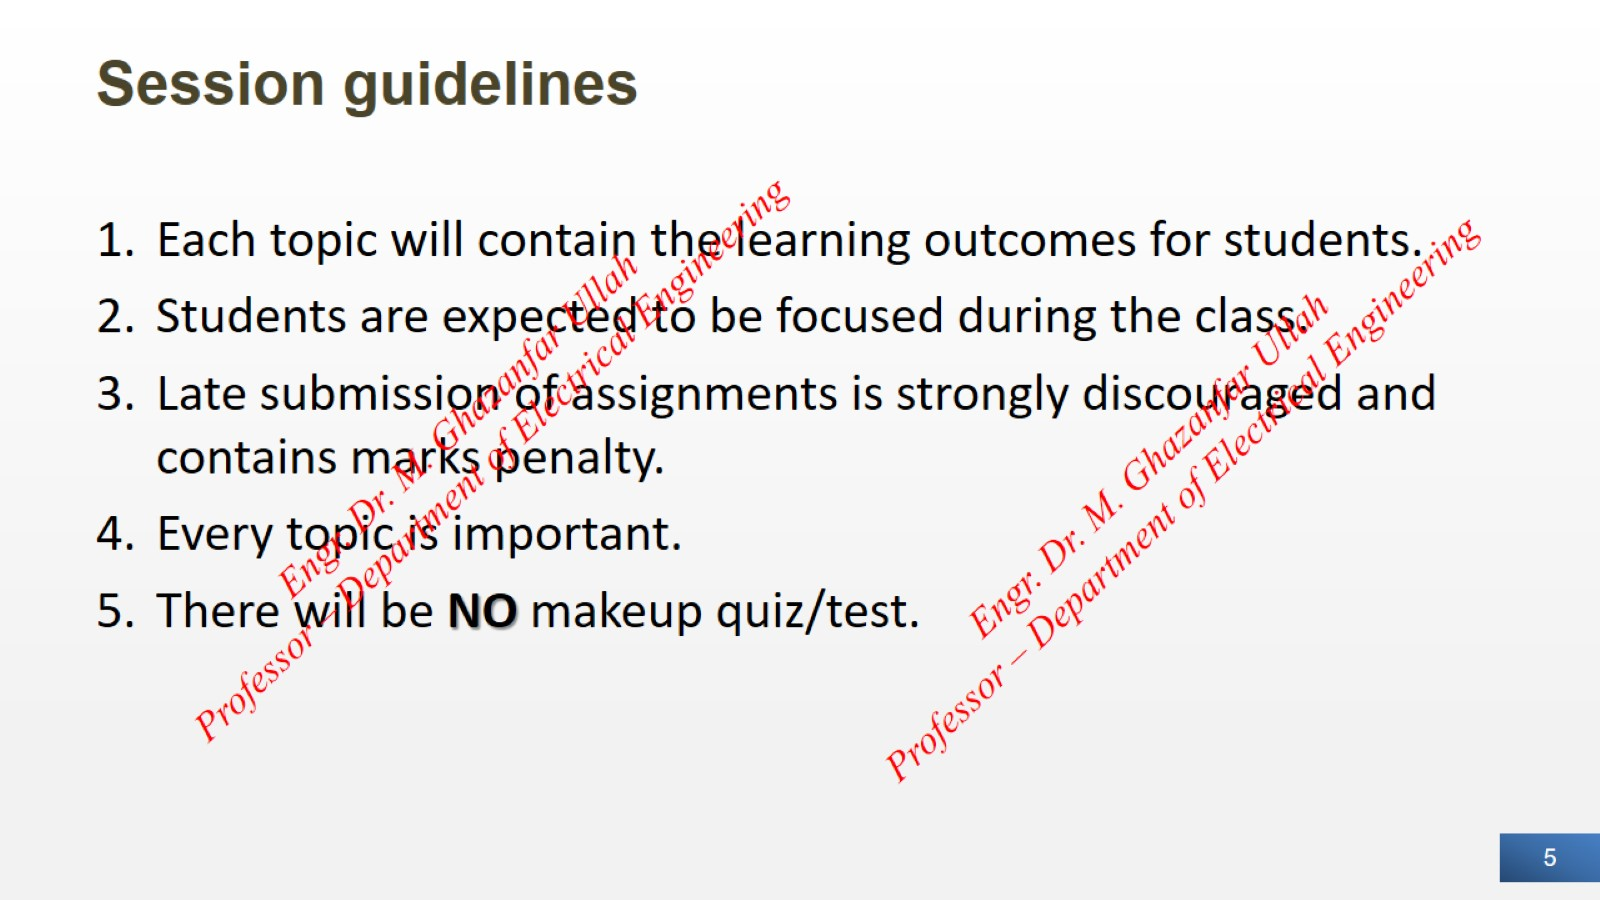 Session guidelines
1. Each topic will contain the learning outcomes for students.
2. Students are expected to be focused during the class.
3. Late submission of assignments is strongly discouraged and
contains marks penalty.
4. Every topic is important.
5. There will be NO makeup quiz/test.
Engr. Dr. M. Ghazanfar Ullah
Professor – Department of Electrical Engineering
Engr. Dr. M. Ghazanfar Ullah
Professor – Department of Electrical Engineering
5